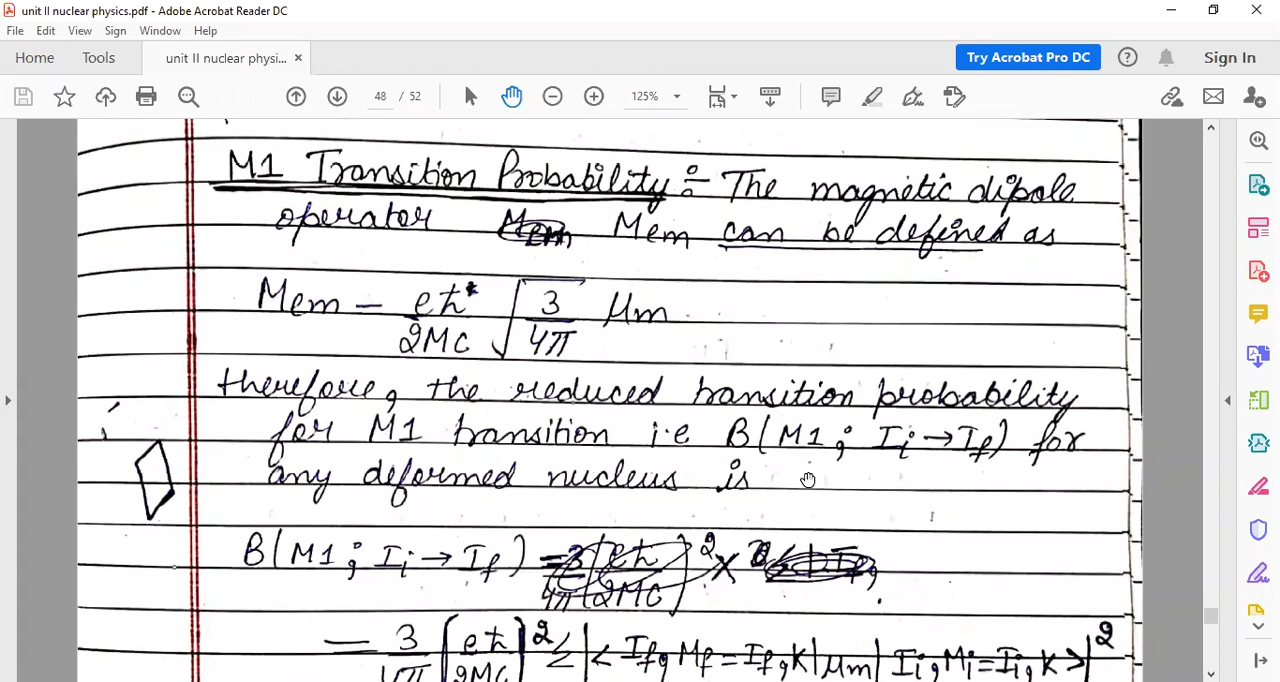 unit II nuclear physics.pdf - Adobe Acrobat Reader DC
File Edit View Sign Window Help
Home Tools unit II nuclear physi... × Try Acrobat Pro DC Sign In
48 / 52 125%
M1 Transition Probability :- The magnetic dipole
operator Mem can be defined as
Mem = eħ/2Mc √3/4π μm
therefore, the reduced transition probability
for M1 transition i.e B(M1; Ii → If) for
any deformed nucleus is
B(M1; Ii → If)
= 3/4π [eħ/2Mc]² ≤ |< If, Mf = If, K|μm| Ii, Mi = Ii, K >|²